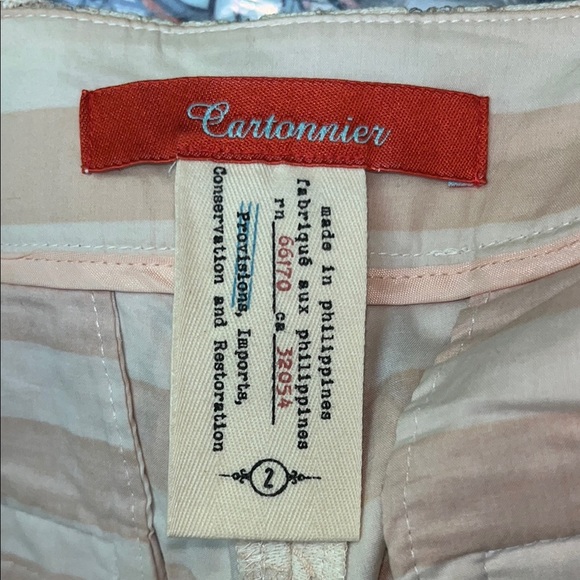 Cartonnier
made in philippines
fabriqué aux philippines
rn 66170 ca 32054
Provisions, Imports,
Conservation and Restoration
2